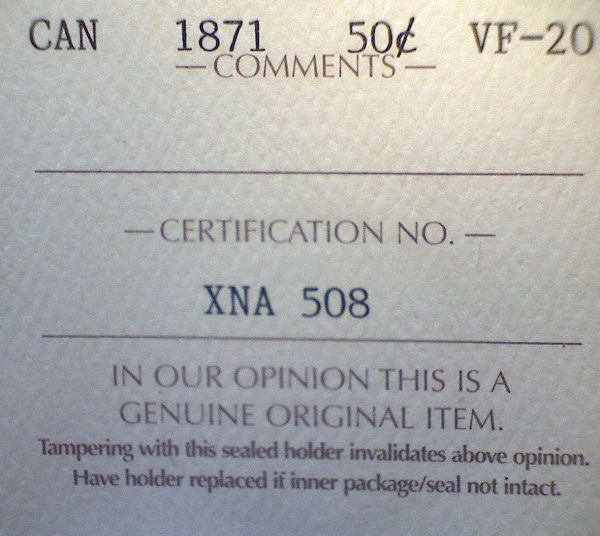 CAN 1871 50¢ VF-20
— COMMENTS —
— CERTIFICATION NO. —
XNA 508
IN OUR OPINION THIS IS A
GENUINE ORIGINAL ITEM.
Tampering with this sealed holder invalidates above opinion.
Have holder replaced if inner package/seal not intact.